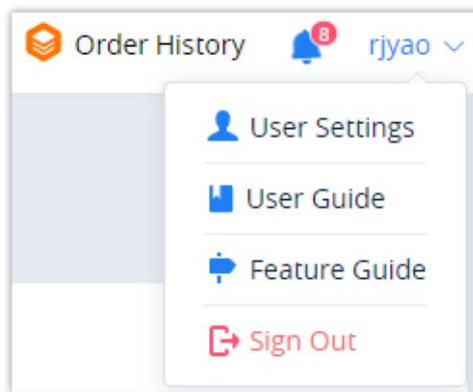 Order History 8 rjyao
User Settings
User Guide
Feature Guide
Sign Out